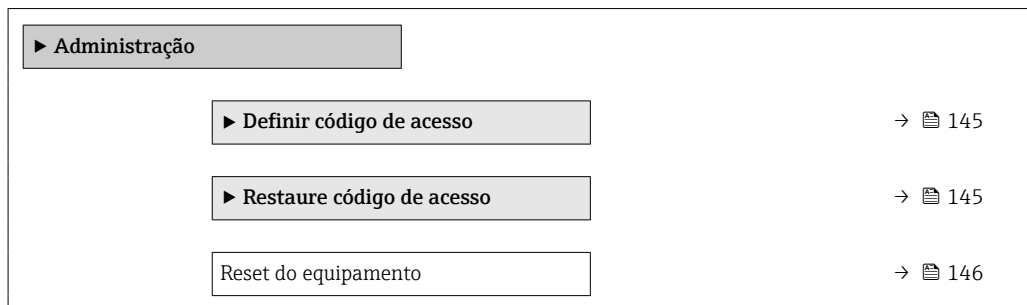 ▶ Administração
▶ Definir código de acesso → 145
▶ Restaure código de acesso → 145
Reset do equipamento → 146